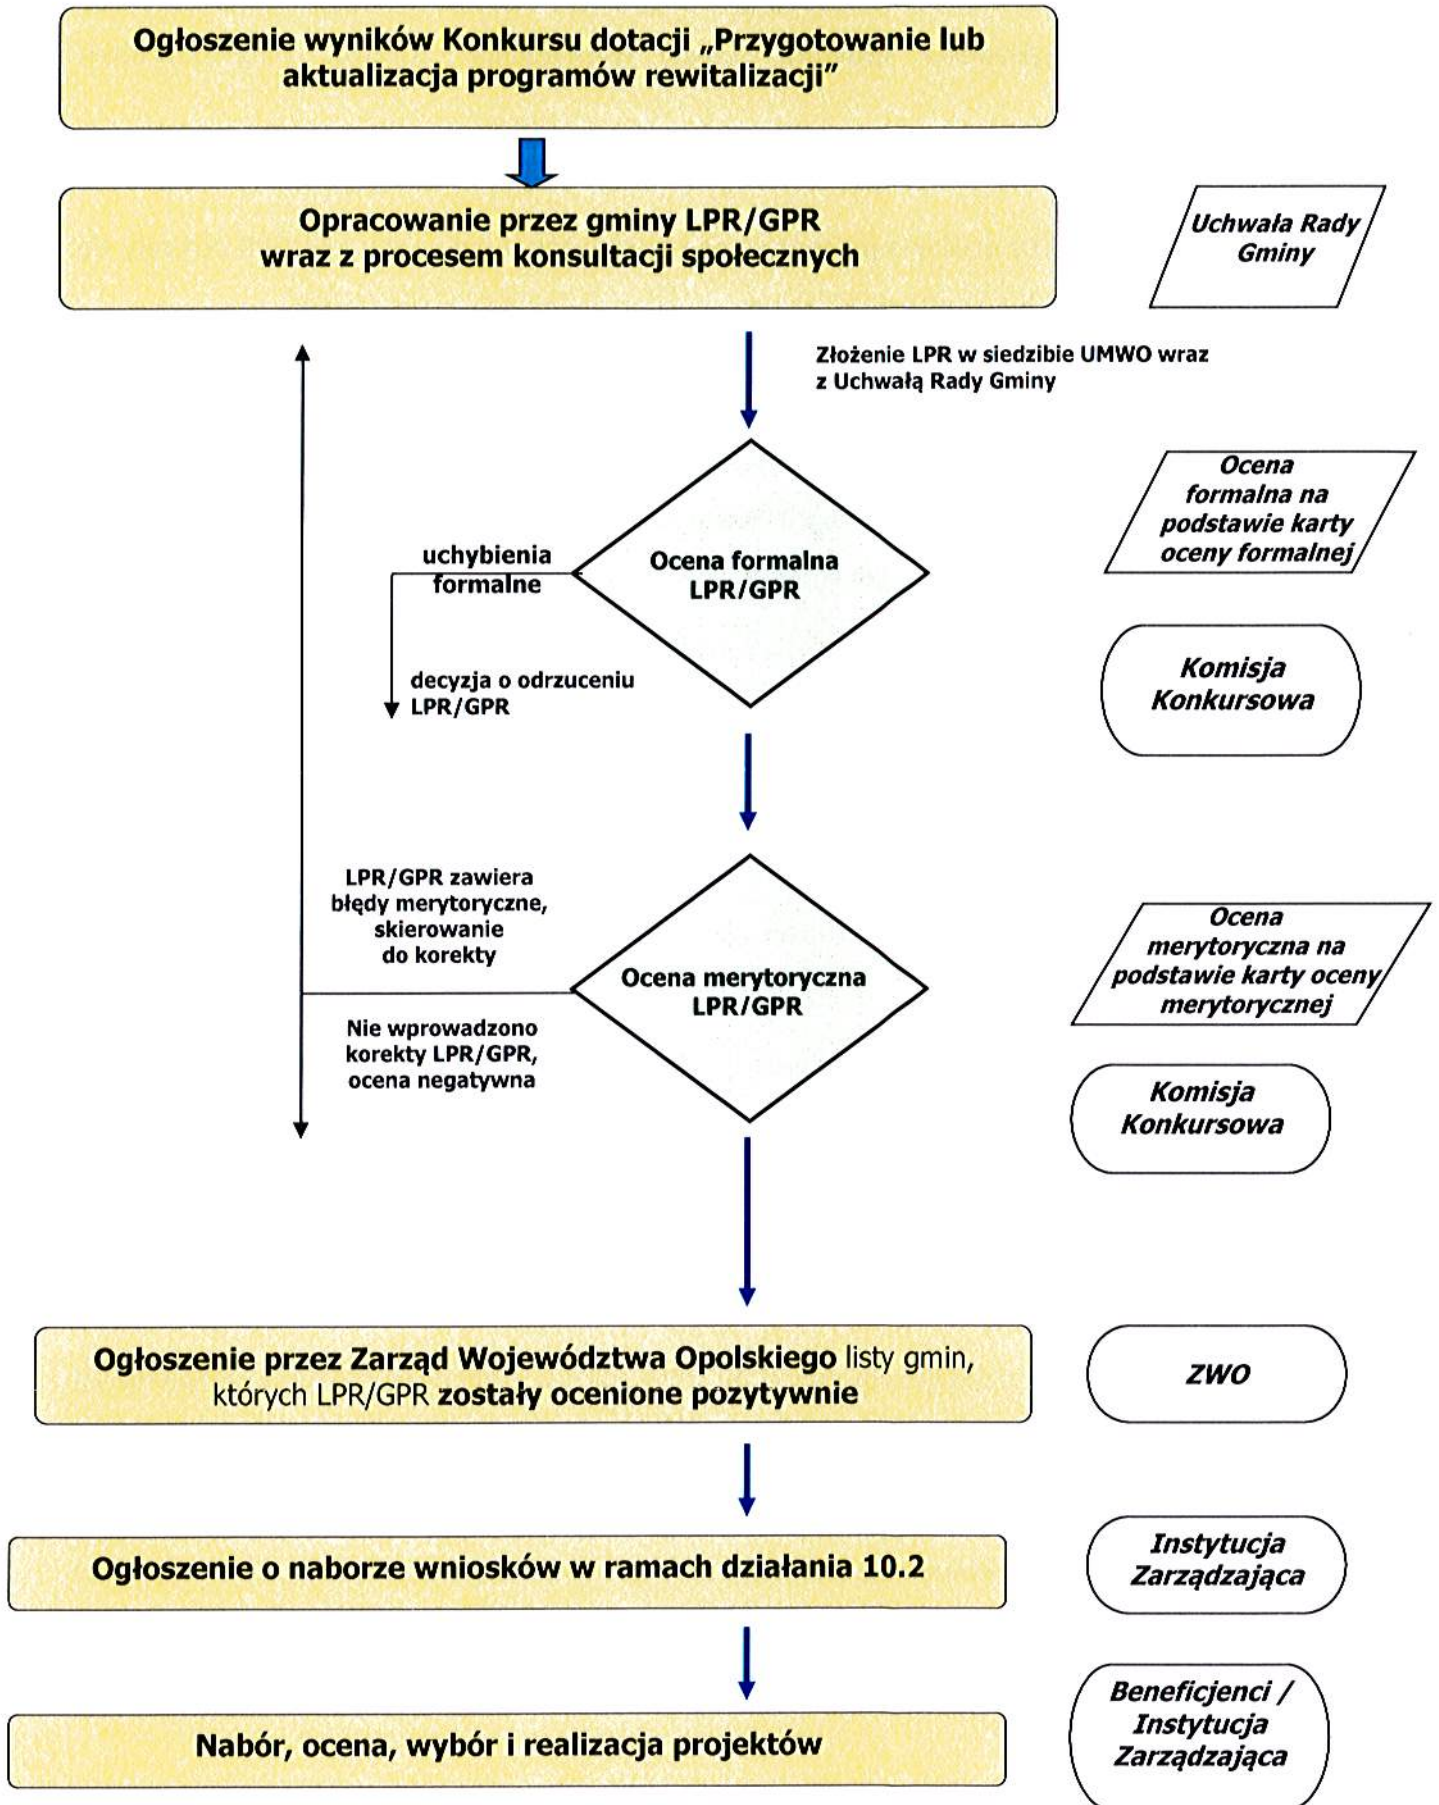 Ogłoszenie wyników Konkursu dotacji „Przygotowanie lub
aktualizacja programów rewitalizacji”
Opracowanie przez gminy LPR/GPR
wraz z procesem konsultacji społecznych
Uchwała Rady
Gminy
Złożenie LPR w siedzibie UMWO wraz
z Uchwałą Rady Gminy
Ocena
formalna na
podstawie karty
oceny formalnej
uchybienia
formalne
Ocena formalna
LPR/GPR
decyzja o odrzuceniu
LPR/GPR
Komisja
Konkursowa
LPR/GPR zawiera
błędy merytoryczne,
skierowanie
do korekty
Ocena merytoryczna
LPR/GPR
Ocena
merytoryczna na
podstawie karty oceny
merytorycznej
Nie wprowadzono
korekty LPR/GPR,
ocena negatywna
Komisja
Konkursowa
Ogłoszenie przez Zarząd Województwa Opolskiego listy gmin,
których LPR/GPR zostały ocenione pozytywnie
ZWO
Ogłoszenie o naborze wniosków w ramach działania 10.2
Instytucja
Zarządzająca
Nabór, ocena, wybór i realizacja projektów
Beneficjenci /
Instytucja
Zarządzająca